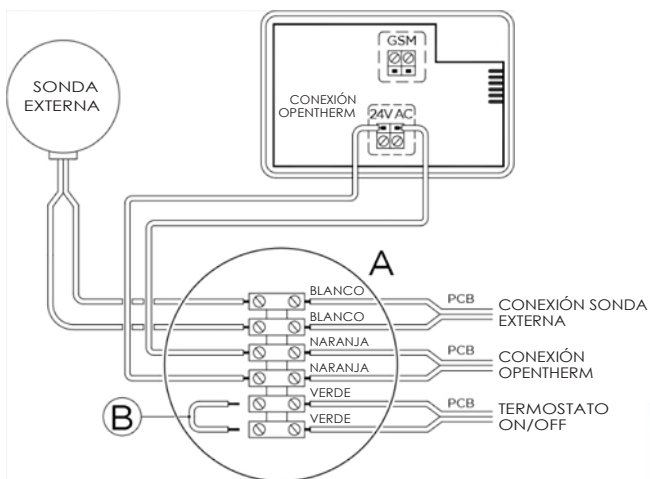 GSM
SONDA
EXTERNA
CONEXIÓN
OPENTHERM
24V AC
A
BLANCO
PCB
CONEXIÓN SONDA
EXTERNA
BLANCO
NARANJA
PCB
CONEXIÓN
OPENTHERM
NARANJA
VERDE
PCB
TERMOSTATO
ON/OFF
B
VERDE